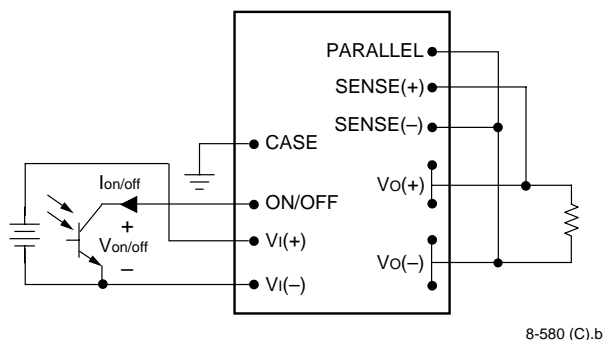 PARALLEL
SENSE(+)
SENSE(–)
CASE
Ion/off
ON/OFF
VO(+)
+
Von/off
–
VI(+)
VO(–)
VI(–)
8-580 (C).b